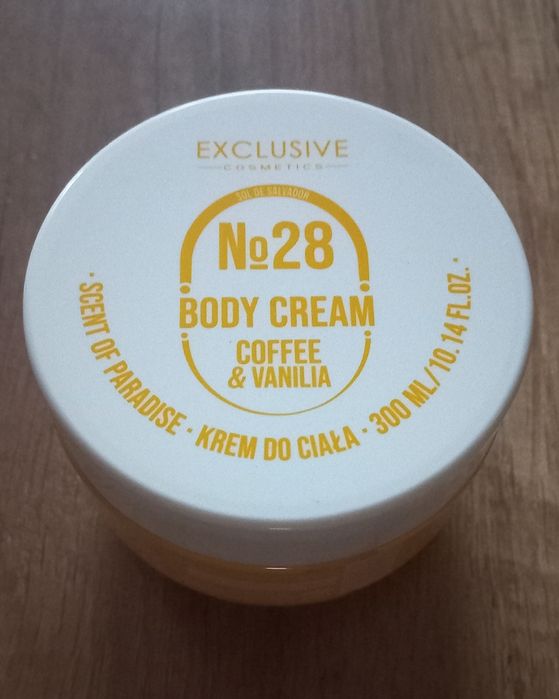 EXCLUSIVE
COSMETICS
SOL DE SALVADOR
No28
BODY CREAM
COFFEE
& VANILIA
· SCENT OF PARADISE · KREM DO CIAŁA · 300 ML/10. 14 FL.OZ. ·